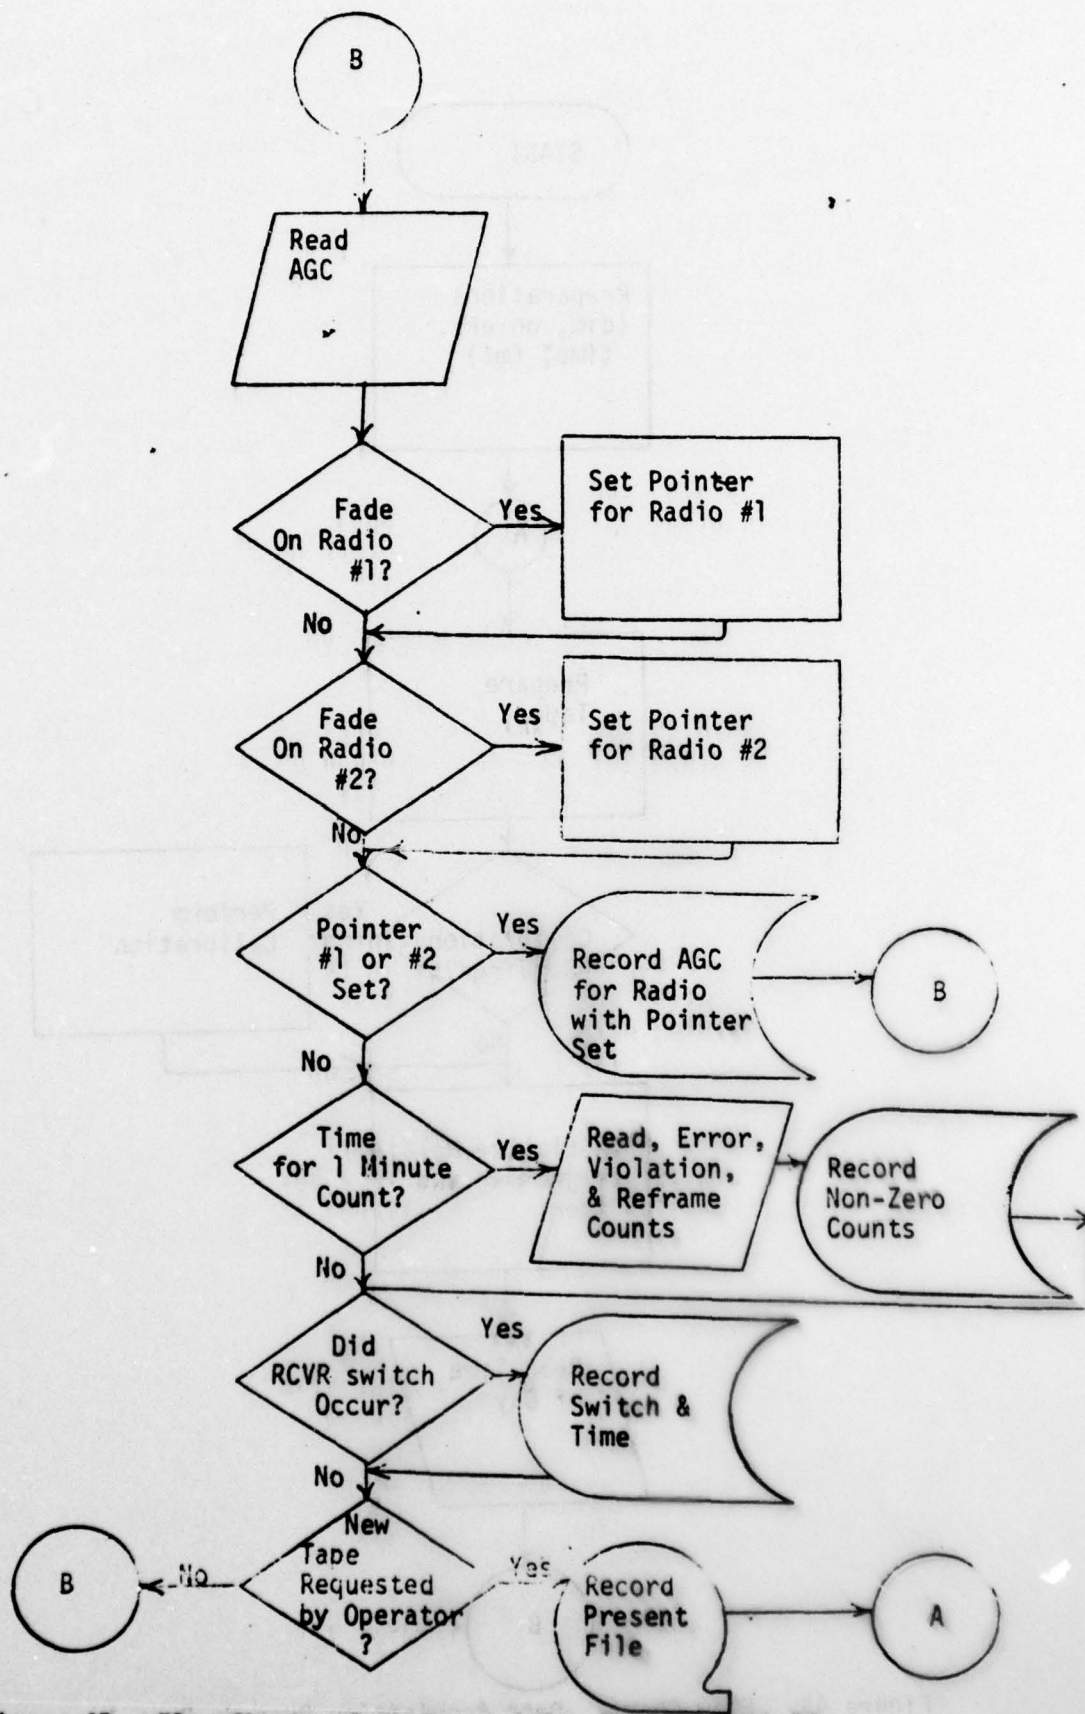 B
Read
AGC
Fade
On Radio
#1?
Yes
Set Pointer
for Radio #1
No
Fade
On Radio
#2?
Yes
Set Pointer
for Radio #2
No
Pointer
#1 or #2
Set?
Yes
Record AGC
for Radio
with Pointer
Set
B
No
Time
for 1 Minute
Count?
Yes
Read, Error,
Violation,
& Reframe
Counts
Record
Non-Zero
Counts
No
Did
RCVR switch
Occur?
Yes
Record
Switch &
Time
No
New
Tape
Requested
by Operator
?
No
B
Yes
Record
Present
File
A